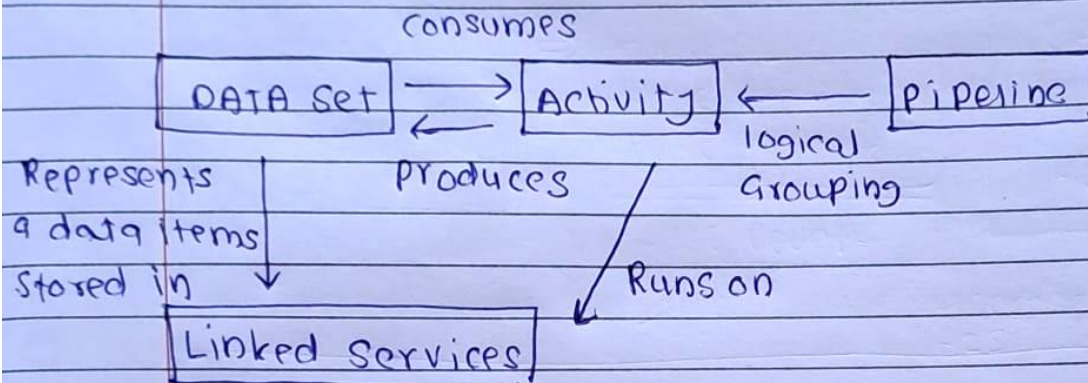 consumes
DATA Set
Activity
Pipeline
logical
Grouping
Produces
Represents
a data items
Stored in
Runs on
Linked Services